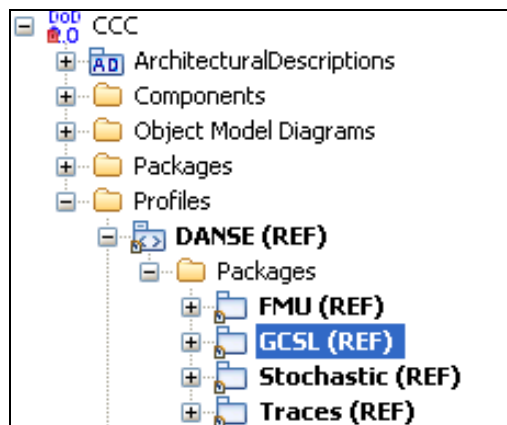 DoD
2.0 CCC
AD ArchitecturalDescriptions
Components
Object Model Diagrams
Packages
Profiles
DANSE (REF)
Packages
FMU (REF)
GCSL (REF)
Stochastic (REF)
Traces (REF)